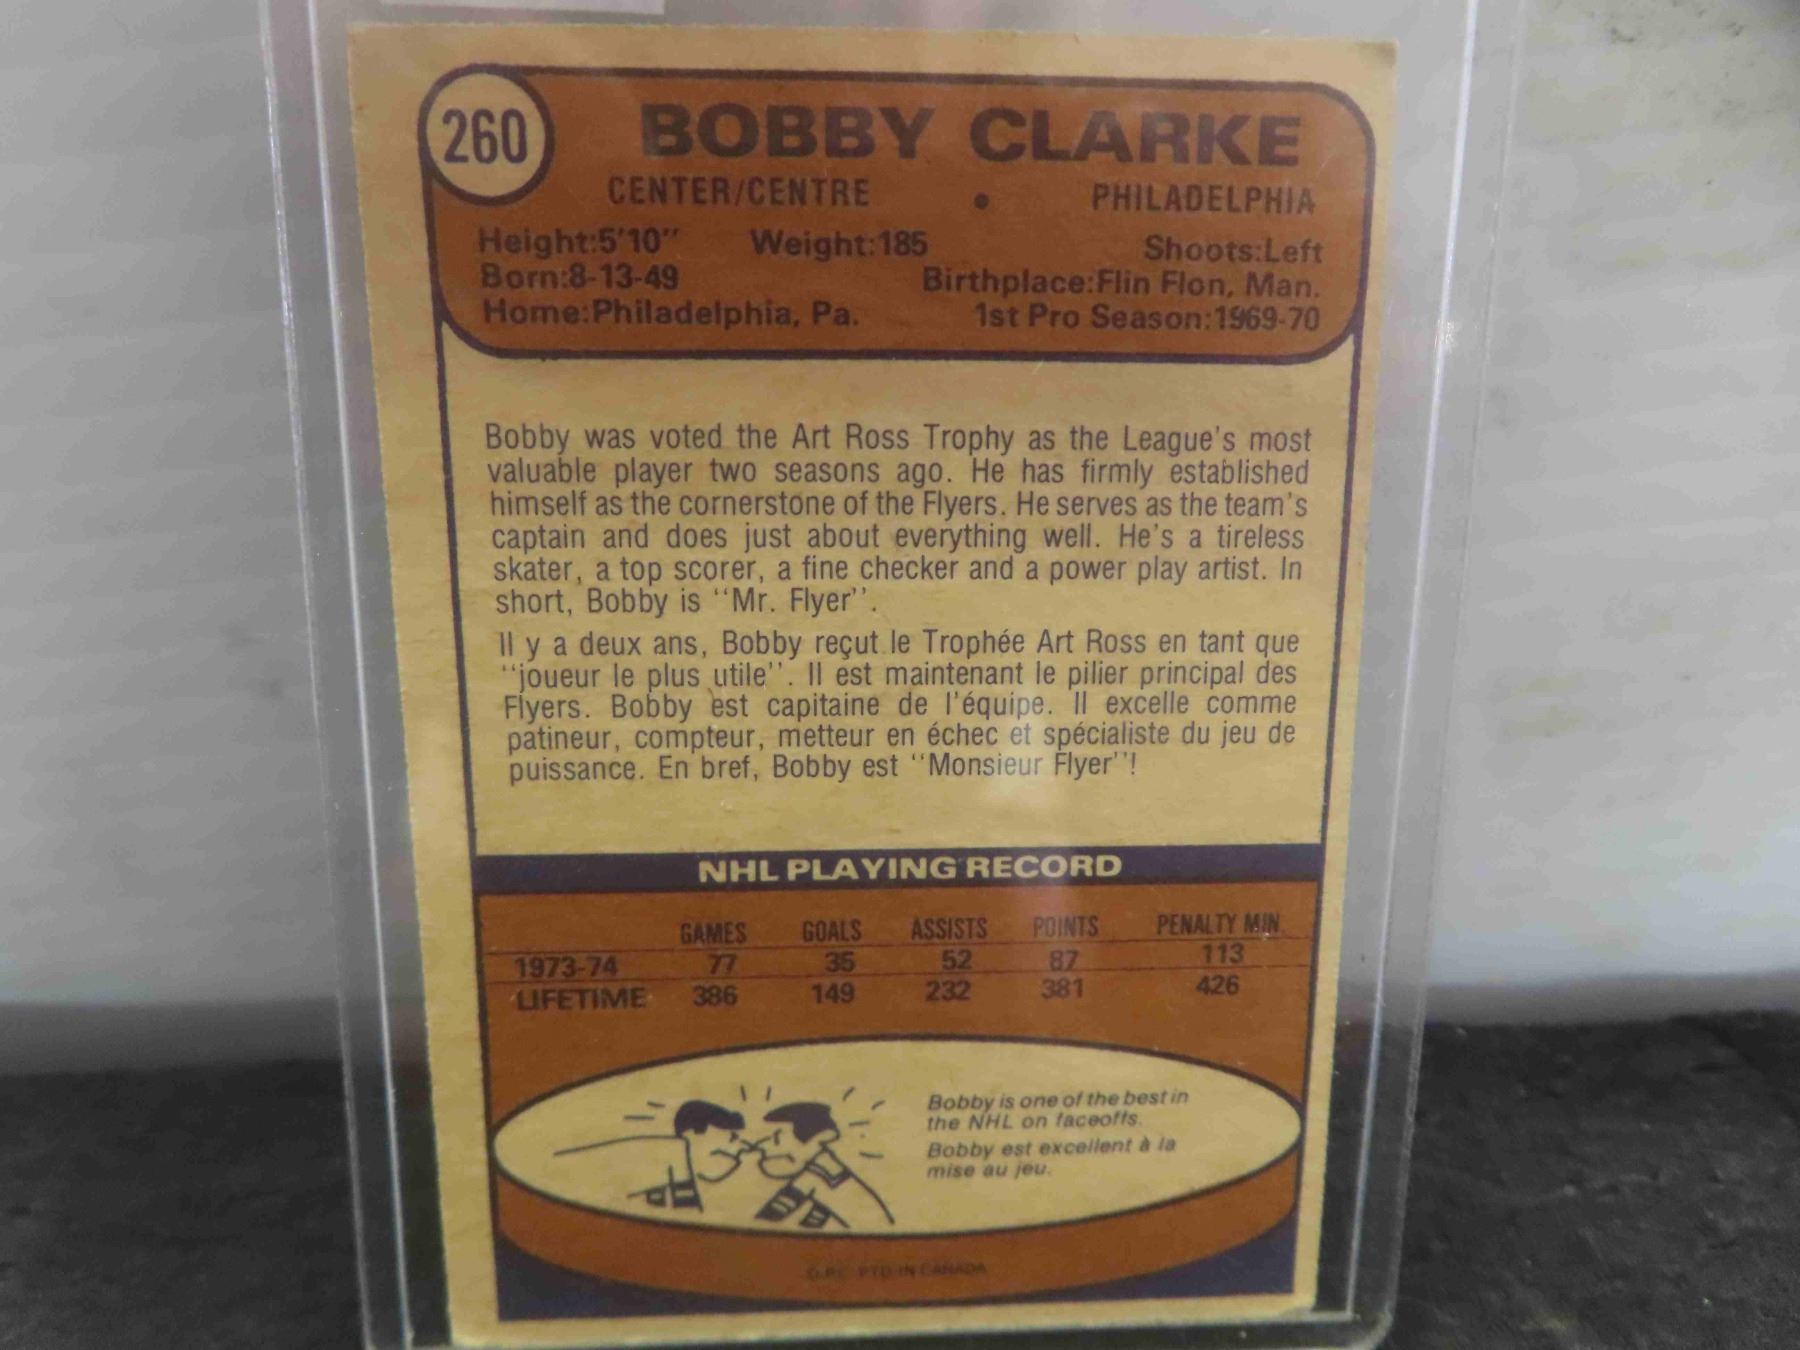 260
BOBBY CLARKE
CENTER/CENTRE • PHILADELPHIA
Height:5'10" Weight:185 Shoots:Left
Born:8-13-49 Birthplace:Flin Flon, Man.
Home:Philadelphia, Pa. 1st Pro Season:1969-70
Bobby was voted the Art Ross Trophy as the League's most
valuable player two seasons ago. He has firmly established
himself as the cornerstone of the Flyers. He serves as the team's
captain and does just about everything well. He's a tireless
skater, a top scorer, a fine checker and a power play artist. In
short, Bobby is ''Mr. Flyer''.
Il y a deux ans, Bobby reçut le Trophée Art Ross en tant que
''joueur le plus utile''. Il est maintenant le pilier principal des
Flyers. Bobby est capitaine de l'équipe. Il excelle comme
patineur, compteur, metteur en échec et spécialiste du jeu de
puissance. En bref, Bobby est ''Monsieur Flyer''!
NHL PLAYING RECORD
GAMES GOALS ASSISTS POINTS PENALTY MIN.
1973-74 77 35 52 87 113
LIFETIME 386 149 232 381 426
Bobby is one of the best in
the NHL on faceoffs.
Bobby est excellent à la
mise au jeu.
O.P.C. PTD. IN CANADA